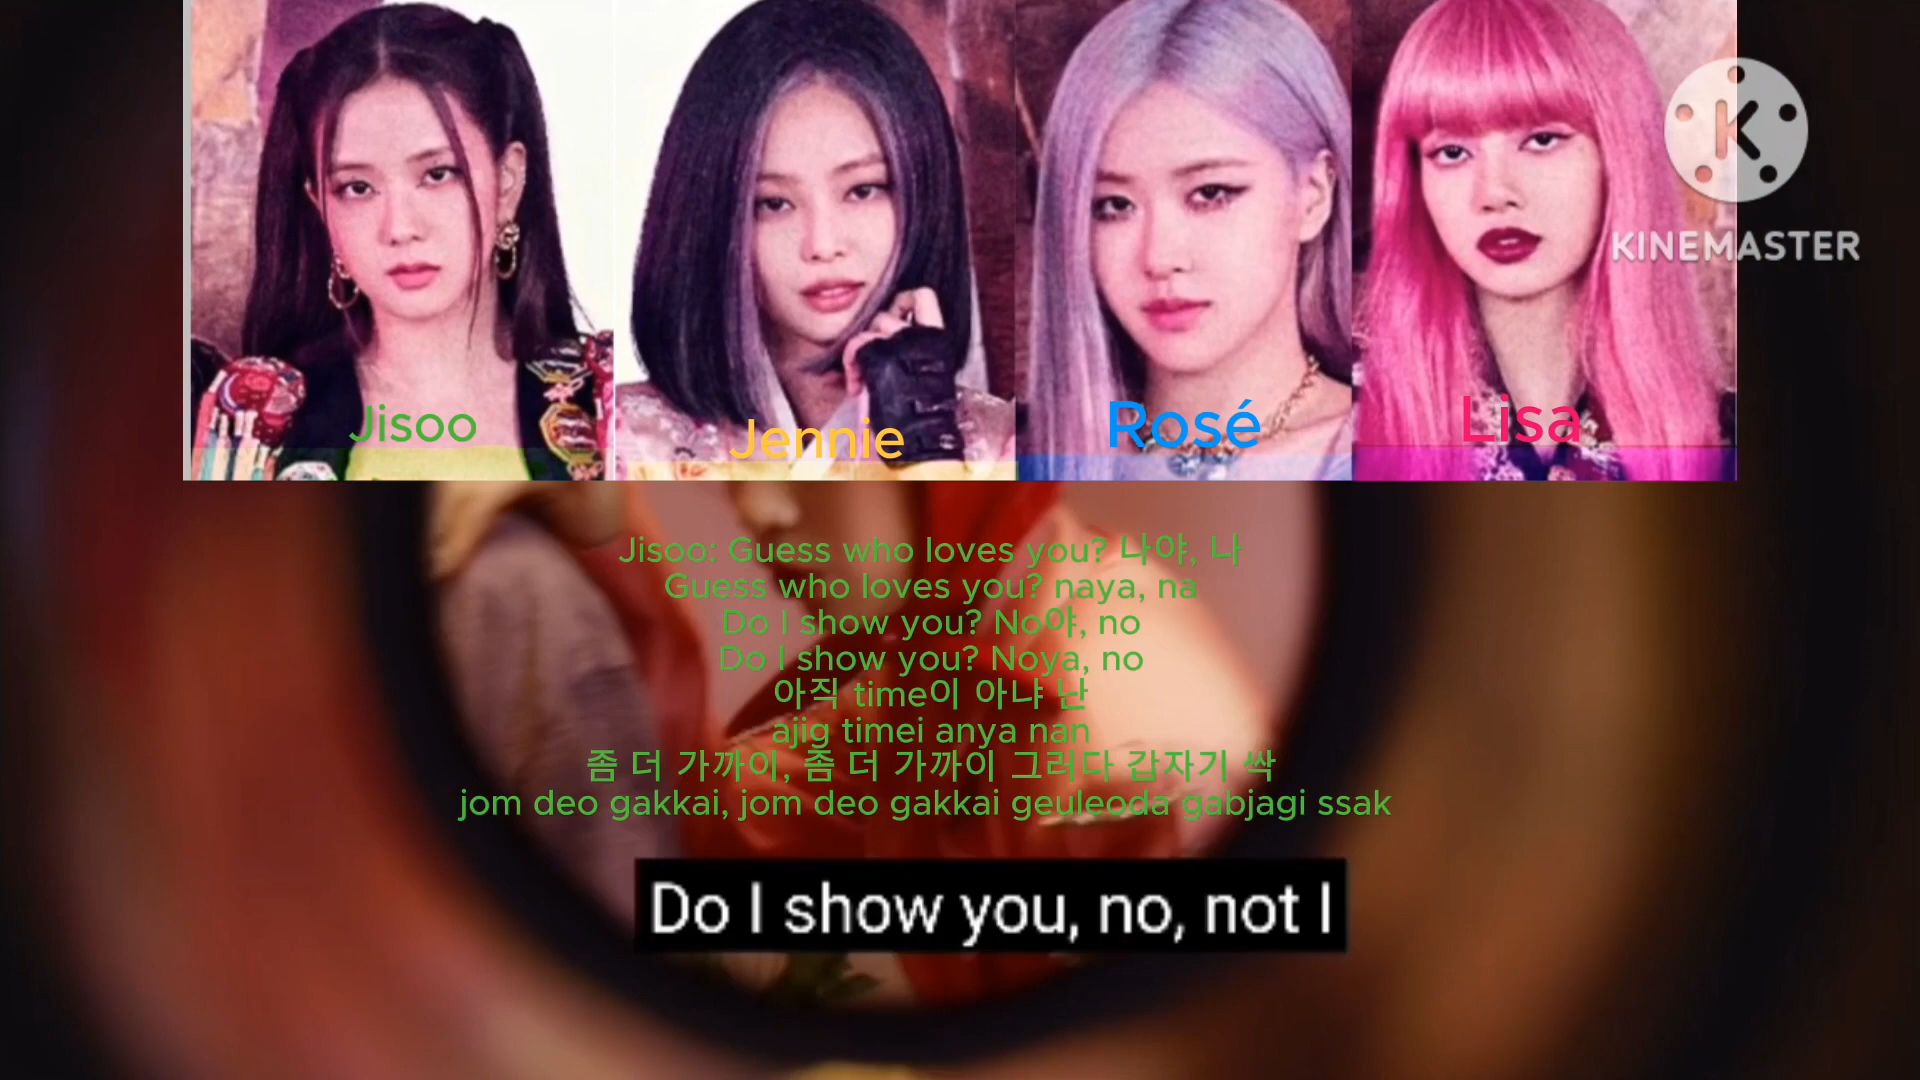 K
KINEMASTER
Jisoo
Jennie
Rosé
Lisa
Jisoo: Guess who loves you? 나야, 나
Guess who loves you? naya, na
Do I show you? No야, no
Do I show you? Noya, no
아직 time이 아냐 난
ajig timei anya nan
좀 더 가까이, 좀 더 가까이 그러다 갑자기 싹
jom deo gakkai, jom deo gakkai geuleoda gabjagi ssak
Do I show you, no, not I